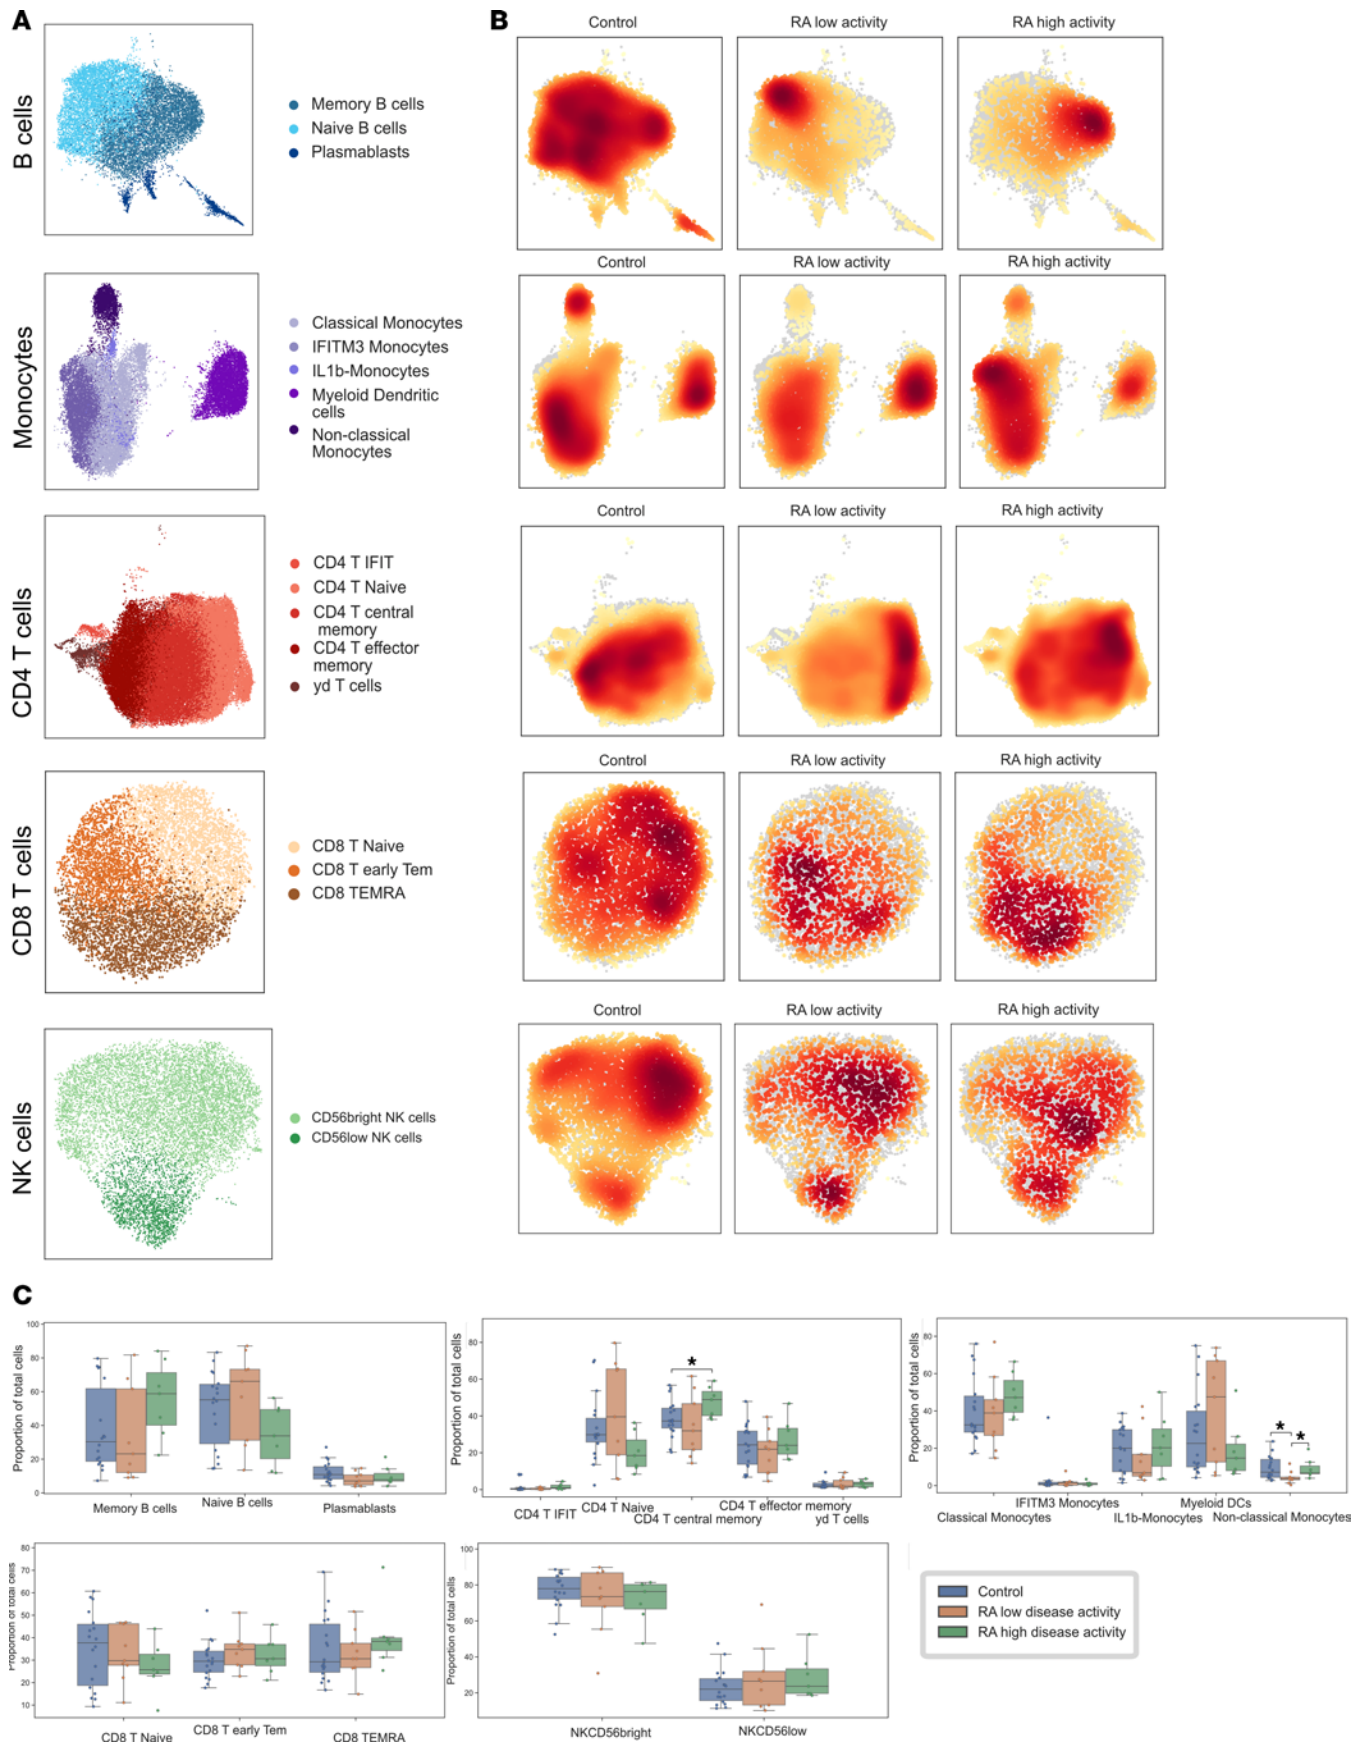 A
B
Control
RA low activity
RA high activity
B cells
Memory B cells
Naive B cells
Plasmablasts
Control
RA low activity
RA high activity
Monocytes
Classical Monocytes
IFITM3 Monocytes
IL1b-Monocytes
Myeloid Dendritic
cells
Non-classical
Monocytes
Control
RA low activity
RA high activity
CD4 T cells
CD4 T IFIT
CD4 T Naive
CD4 T central
memory
CD4 T effector
memory
yd T cells
Control
RA low activity
RA high activity
CD8 T cells
CD8 T Naive
CD8 T early Tem
CD8 TEMRA
Control
RA low activity
RA high activity
NK cells
CD56bright NK cells
CD56low NK cells
C
Proportion of total cells
100
80
60
40
20
0
Memory B cells
Naive B cells
Plasmablasts
Proportion of total cells
80
60
40
20
0
*
CD4 T IFIT
CD4 T Naive
CD4 T central memory
CD4 T effector memory
yd T cells
Proportion of total cells
80
60
40
20
0
* *
Classical Monocytes
IFITM3 Monocytes
IL1b-Monocytes
Myeloid DCs
Non-classical Monocytes
Proportion of total cells
80
70
60
50
40
30
20
10
CD8 T Naive
CD8 T early Tem
CD8 TEMRA
Proportion of total cells
100
80
60
40
20
NKCD56bright
NKCD56low
Control
RA low disease activity
RA high disease activity